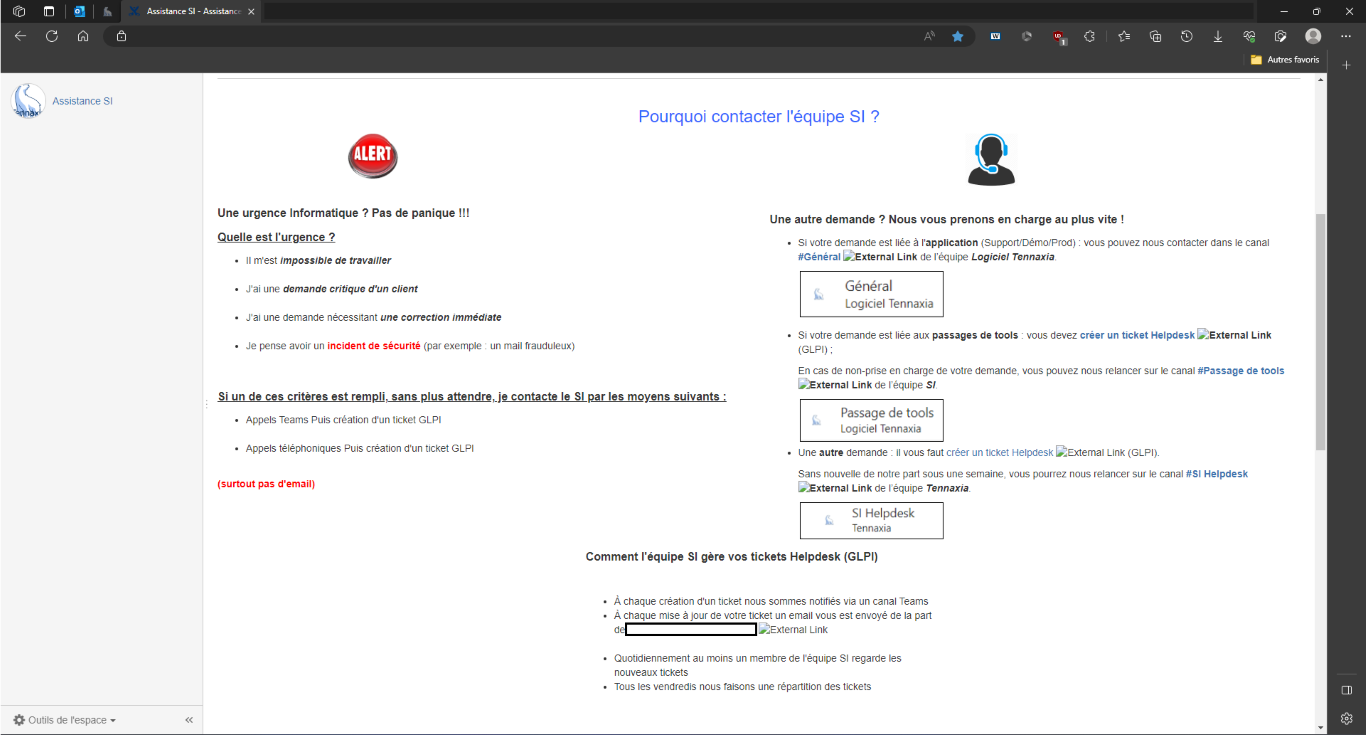 Assistance SI - Assistance
Autres favoris
Assistance SI
Pourquoi contacter l'équipe SI ?
ALERT
Une urgence Informatique ? Pas de panique !!!
Quelle est l'urgence ?
Il m'est impossible de travailler
J'ai une demande critique d'un client
J'ai une demande nécessitant une correction immédiate
Je pense avoir un incident de sécurité (par exemple : un mail frauduleux)
Si un de ces critères est rempli, sans plus attendre, je contacte le SI par les moyens suivants :
Appels Teams Puis création d'un ticket GLPI
Appels téléphoniques Puis création d'un ticket GLPI
(surtout pas d'email)
Une autre demande ? Nous vous prenons en charge au plus vite !
Si votre demande est liée à l'application (Support/Démo/Prod) : vous pouvez nous contacter dans le canal
#Général External Link de l'équipe Logiciel Tennaxia.
Général
Logiciel Tennaxia
Si votre demande est liée aux passages de tools : vous devez créer un ticket Helpdesk External Link
(GLPI) ;
En cas de non-prise en charge de votre demande, vous pouvez nous relancer sur le canal #Passage de tools
External Link de l'équipe SI.
Passage de tools
Logiciel Tennaxia
Une autre demande : il vous faut créer un ticket Helpdesk External Link (GLPI).
Sans nouvelle de notre part sous une semaine, vous pourrez nous relancer sur le canal #SI Helpdesk
External Link de l'équipe Tennaxia.
SI Helpdesk
Tennaxia
Comment l'équipe SI gère vos tickets Helpdesk (GLPI)
À chaque création d'un ticket nous sommes notifiés via un canal Teams
À chaque mise à jour de votre ticket un email vous est envoyé de la part
de External Link
Quotidiennement au moins un membre de l'équipe SI regarde les
nouveaux tickets
Tous les vendredis nous faisons une répartition des tickets
Outils de l'espace